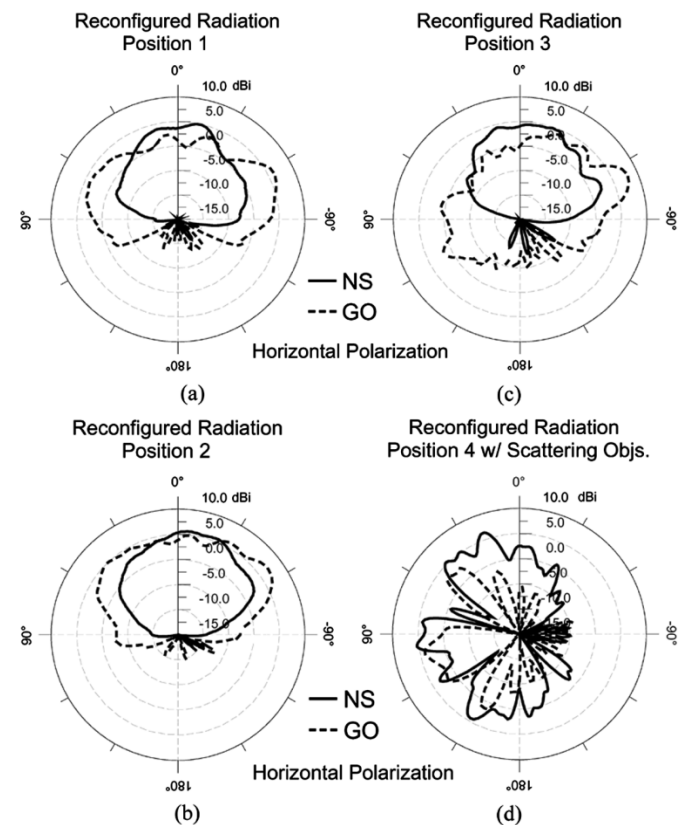 Reconfigured Radiation
Position 1
0°
10.0 dBi
5.0
0.0
-5.0
-10.0
-15.0
90°
-90°
180°
(a)
Reconfigured Radiation
Position 3
0°
10.0 dBi
5.0
0.0
-5.0
-10.0
-15.0
90°
-90°
180°
(c)
NS
GO
Horizontal Polarization
Reconfigured Radiation
Position 2
0°
10.0 dBi
5.0
0.0
-5.0
-10.0
-15.0
90°
-90°
180°
(b)
Reconfigured Radiation
Position 4 w/ Scattering Objs.
0°
10.0 dBi
5.0
0.0
-5.0
-10.0
90°
-90°
180°
(d)
NS
GO
Horizontal Polarization